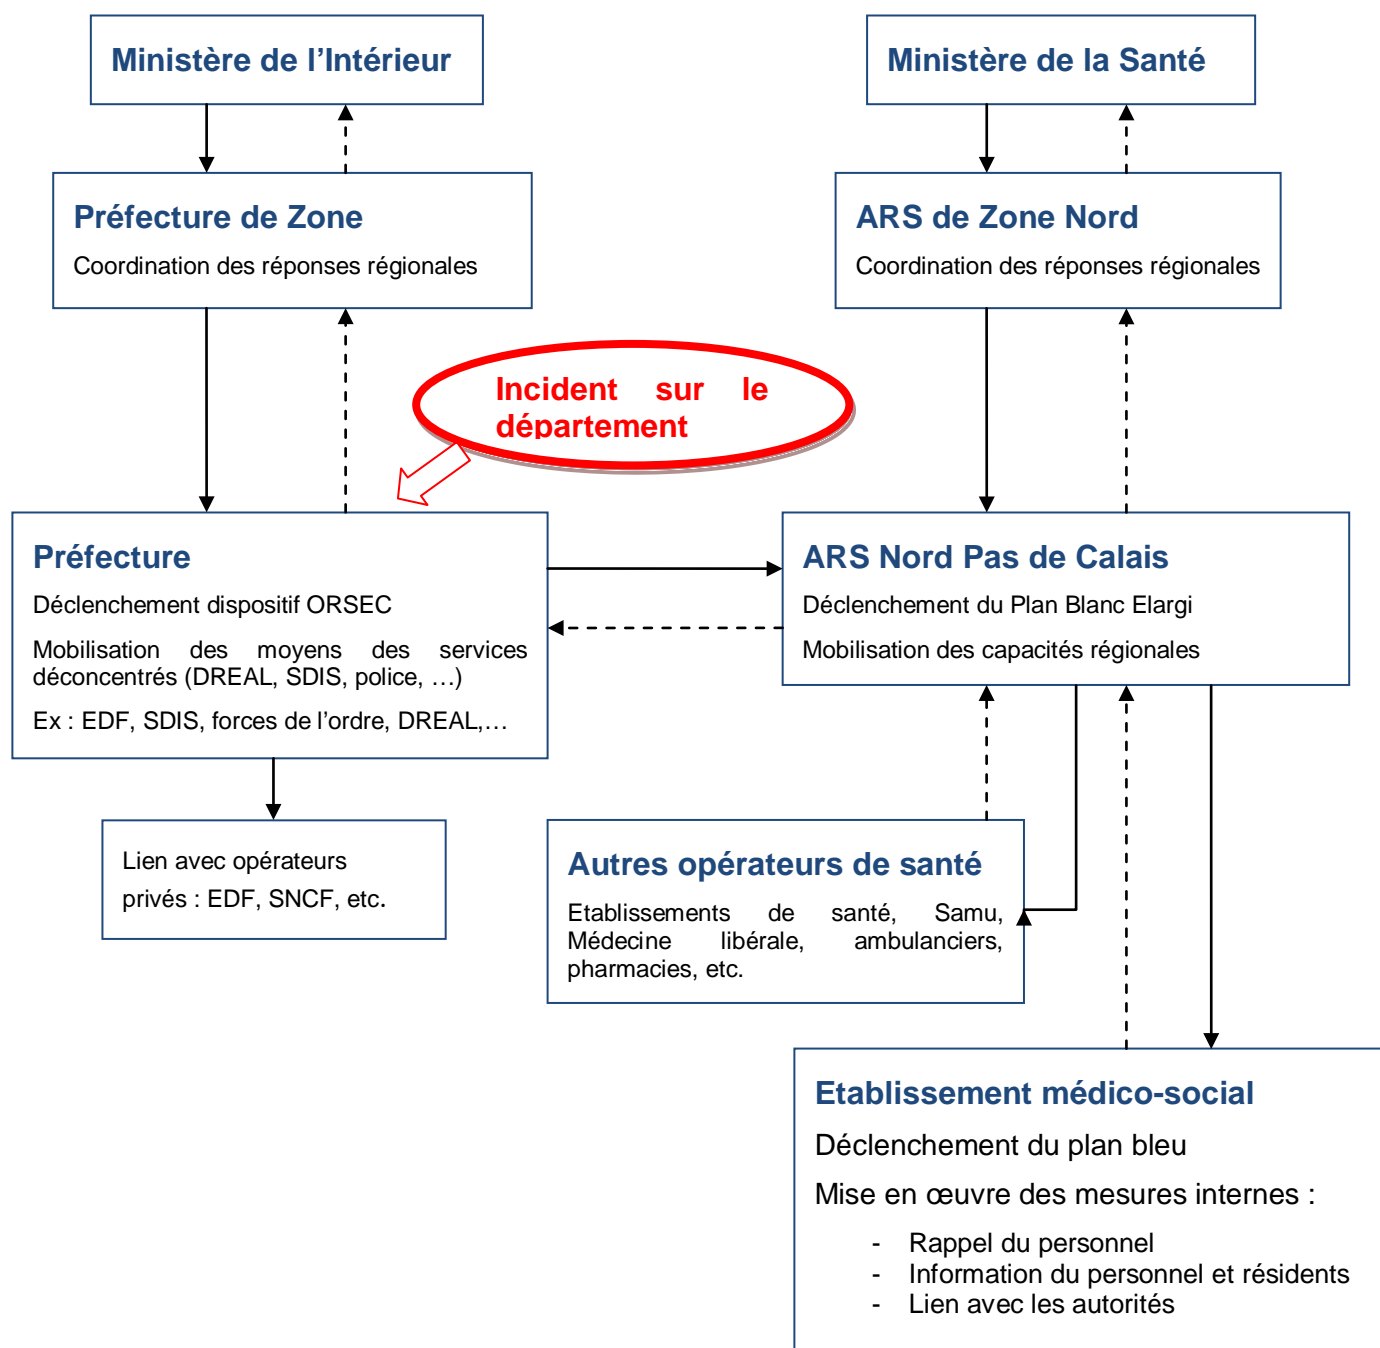 Ministère de l'Intérieur
Ministère de la Santé
Préfecture de Zone
Coordination des réponses régionales
ARS de Zone Nord
Coordination des réponses régionales
Incident sur le
département
Préfecture
Déclenchement dispositif ORSEC
Mobilisation des moyens des services
déconcentrés (DREAL, SDIS, police, …)
Ex : EDF, SDIS, forces de l'ordre, DREAL,…
ARS Nord Pas de Calais
Déclenchement du Plan Blanc Elargi
Mobilisation des capacités régionales
Lien avec opérateurs
privés : EDF, SNCF, etc.
Autres opérateurs de santé
Etablissements de santé, Samu,
Médecine libérale, ambulanciers,
pharmacies, etc.
Etablissement médico-social
Déclenchement du plan bleu
Mise en œuvre des mesures internes :
- Rappel du personnel
- Information du personnel et résidents
- Lien avec les autorités